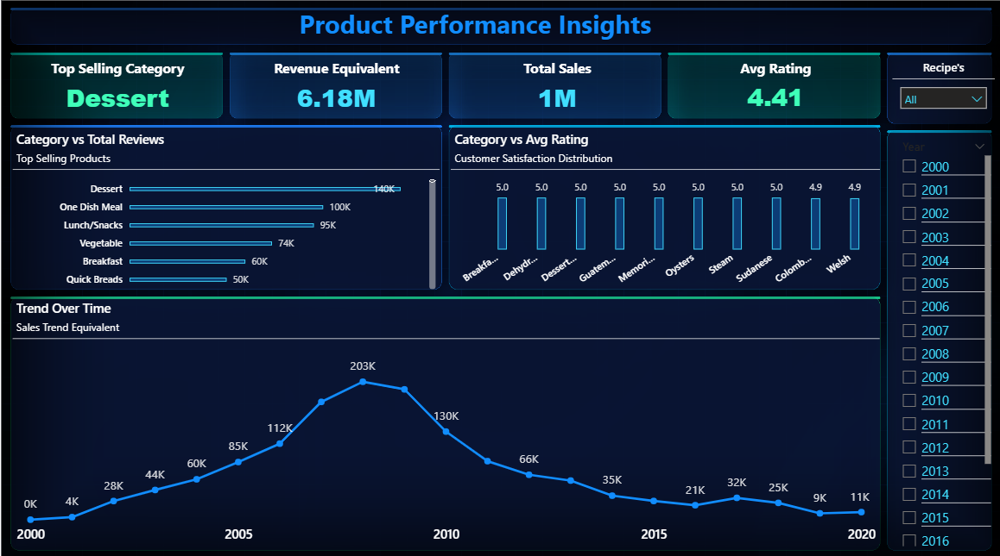 Product Performance Insights
Top Selling Category
Dessert
Revenue Equivalent
6.18M
Total Sales
1M
Avg Rating
4.41
Recipe's
All
Category vs Total Reviews
Top Selling Products
Dessert 140K
One Dish Meal 100K
Lunch/Snacks 95K
Vegetable 74K
Breakfast 60K
Quick Breads 50K
Category vs Avg Rating
Customer Satisfaction Distribution
5.0 5.0 5.0 5.0 5.0 5.0 5.0 5.0 4.9 4.9
Breakfa... Dehydr... Dessert... Guatem... Memori... Oysters Steam Sudanese Colomb... Welsh
Year
2000
2001
2002
2003
2004
2005
2006
2007
2008
2009
2010
2011
2012
2013
2014
2015
2016
Trend Over Time
Sales Trend Equivalent
0K 4K 28K 44K 60K 85K 112K 203K 130K 66K 35K 21K 32K 25K 9K 11K
2000 2005 2010 2015 2020